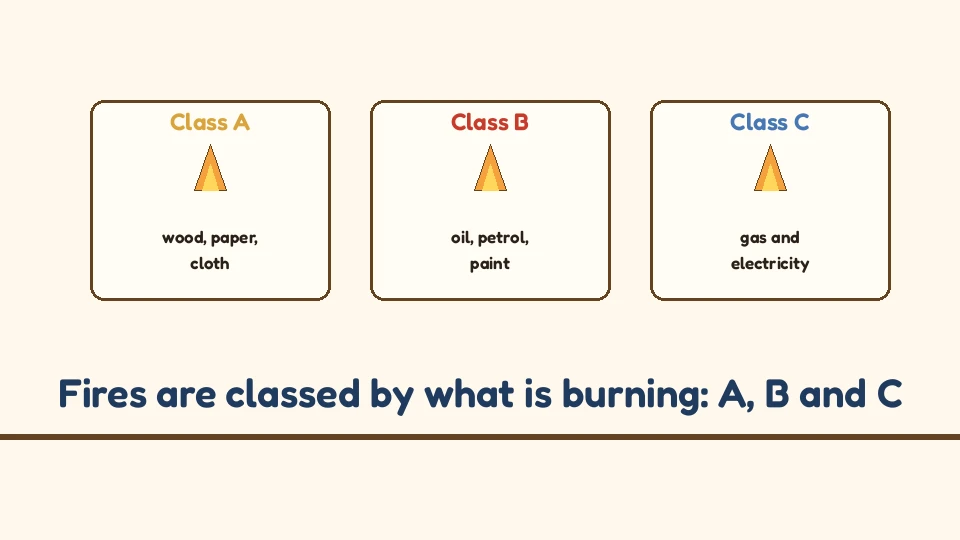 Class A
wood, paper,
cloth
Class B
oil, petrol,
paint
Class C
gas and
electricity
Fires are classed by what is burning: A, B and C